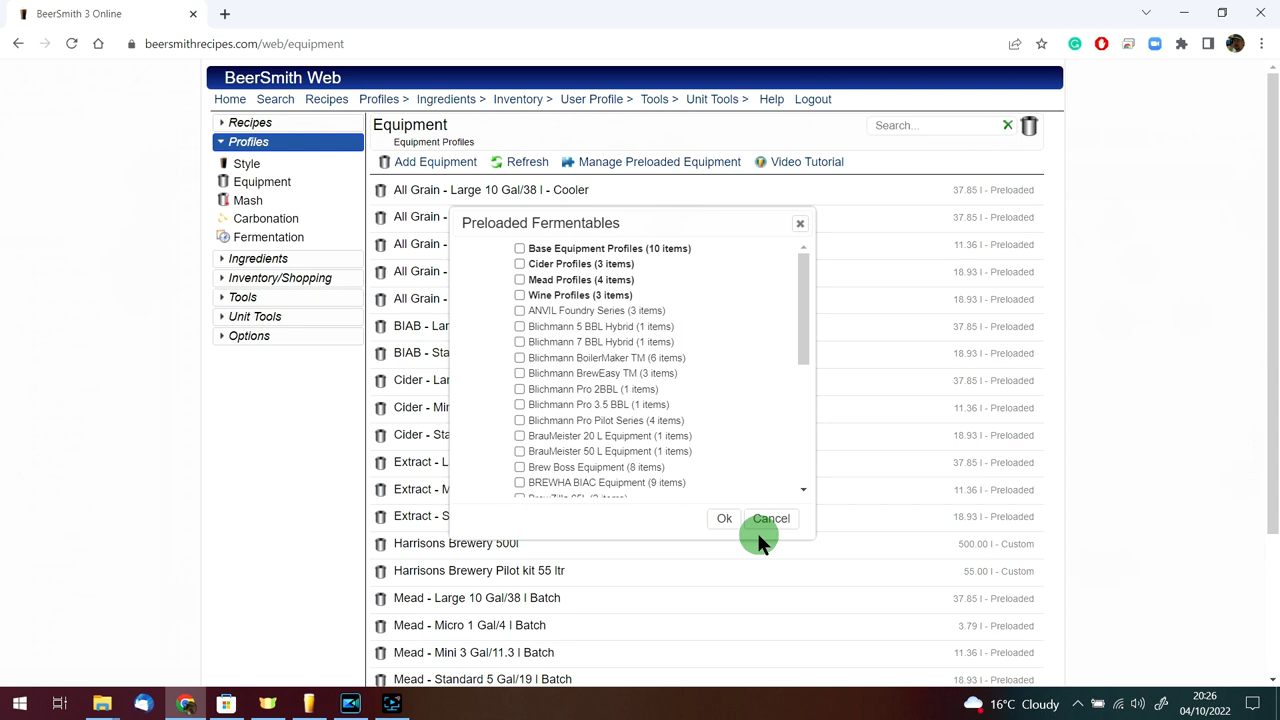 BeerSmith 3 Online
beersmithrecipes.com/web/equipment
BeerSmith Web
Home Search Recipes Profiles > Ingredients > Inventory > User Profile > Tools > Unit Tools > Help Logout
Recipes
Profiles
Style
Equipment
Mash
Carbonation
Fermentation
Ingredients
Inventory/Shopping
Tools
Unit Tools
Options
Equipment
Equipment Profiles
Search...
Add Equipment Refresh Manage Preloaded Equipment Video Tutorial
All Grain - Large 10 Gal/38 l - Cooler 37.85 l - Preloaded
All Grain - 37.85 l - Preloaded
All Grain - 11.36 l - Preloaded
All Grain - 18.93 l - Preloaded
All Grain - 18.93 l - Preloaded
BIAB - Lar 37.85 l - Preloaded
BIAB - Sta 18.93 l - Preloaded
Cider - Lar 37.85 l - Preloaded
Cider - Mir 11.36 l - Preloaded
Cider - Sta 18.93 l - Preloaded
Extract - L 37.85 l - Preloaded
Extract - M 11.36 l - Preloaded
Extract - S 18.93 l - Preloaded
Harrisons Brewery 500l 500.00 l - Custom
Harrisons Brewery Pilot kit 55 ltr 55.00 l - Custom
Mead - Large 10 Gal/38 l Batch 37.85 l - Preloaded
Mead - Micro 1 Gal/4 l Batch 3.79 l - Preloaded
Mead - Mini 3 Gal/11.3 l Batch 11.36 l - Preloaded
Mead - Standard 5 Gal/19 l Batch 18.93 l - Preloaded
Preloaded Fermentables
Base Equipment Profiles (10 items)
Cider Profiles (3 items)
Mead Profiles (4 items)
Wine Profiles (3 items)
ANVIL Foundry Series (3 items)
Blichmann 5 BBL Hybrid (1 items)
Blichmann 7 BBL Hybrid (1 items)
Blichmann BoilerMaker TM (6 items)
Blichmann BrewEasy TM (3 items)
Blichmann Pro 2BBL (1 items)
Blichmann Pro 3.5 BBL (1 items)
Blichmann Pro Pilot Series (4 items)
BrauMeister 20 L Equipment (1 items)
BrauMeister 50 L Equipment (1 items)
Brew Boss Equipment (8 items)
BREWHA BIAC Equipment (9 items)
Ok Cancel
16°C Cloudy
20:26
04/10/2022